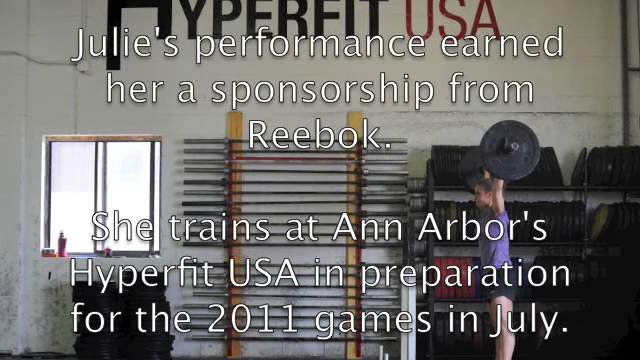 HYPERFIT USA
Julie's performance earned
her a sponsorship from
Reebok.
She trains at Ann Arbor's
Hyperfit USA in preparation
for the 2011 games in July.